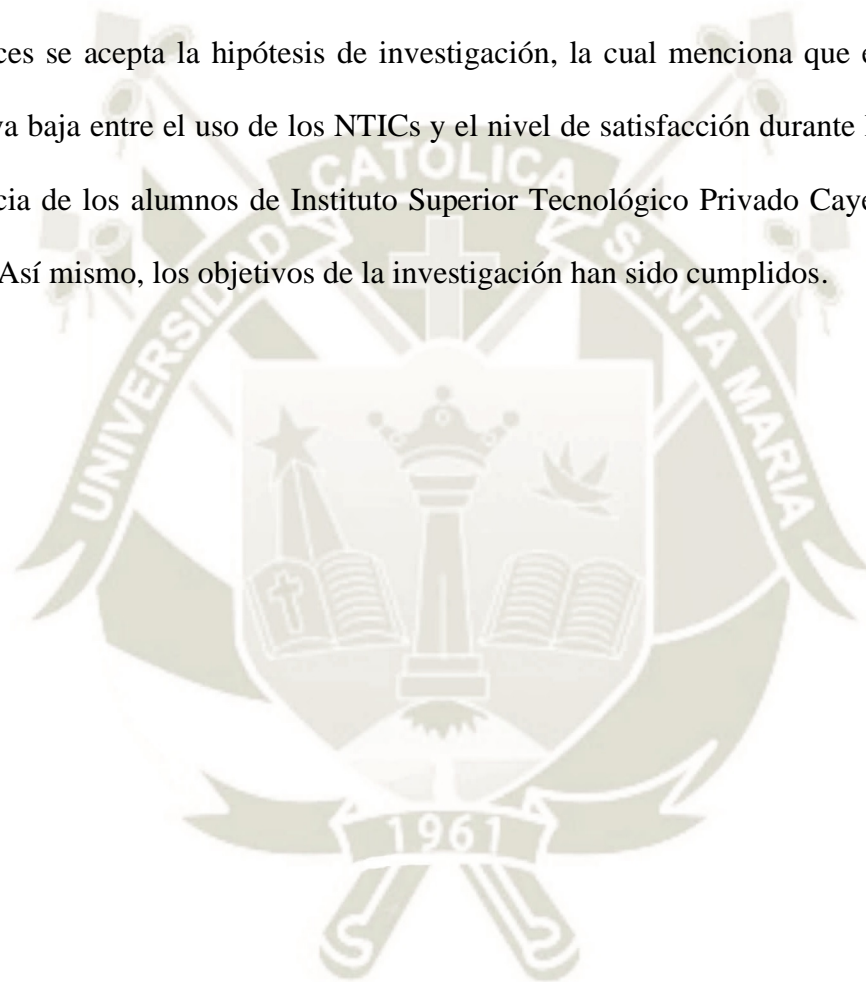 ces se acepta la hipótesis de investigación, la cual menciona que
va baja entre el uso de los NTICs y el nivel de satisfacción durante
cia de los alumnos de Instituto Superior Tecnológico Privado Caye
Así mismo, los objetivos de la investigación han sido cumplidos.
UNIVERSIDAD CATÓLICA SANTA MARIA
1961